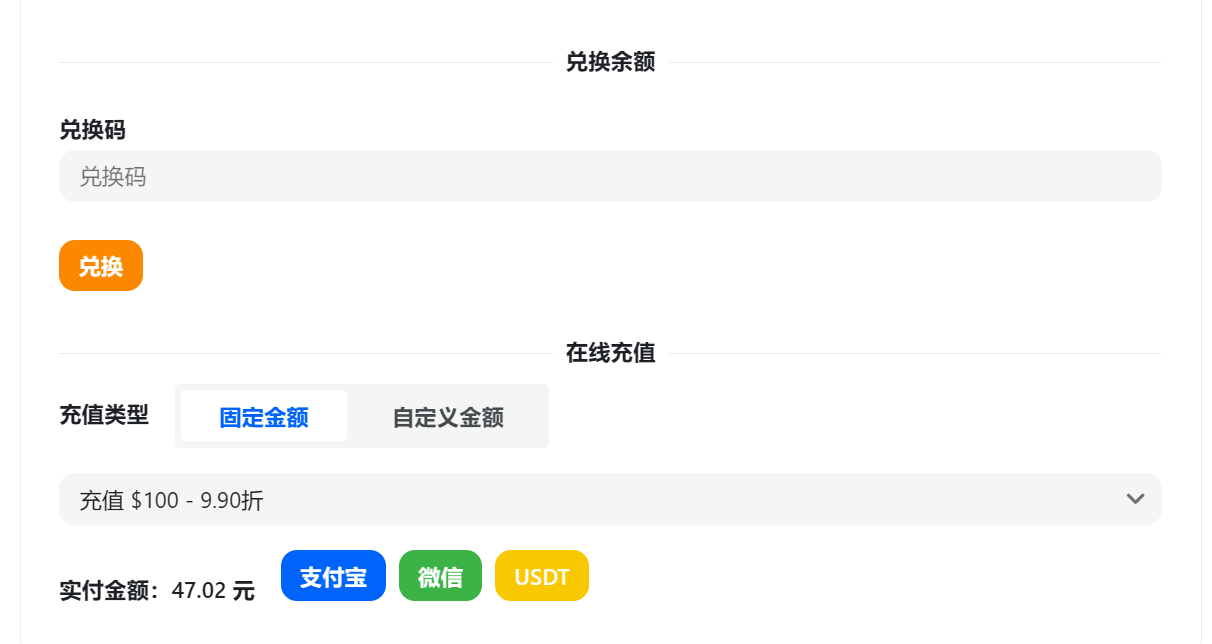 兑换余额
兑换码
兑换码
兑换
在线充值
充值类型 固定金额 自定义金额
充值 $100 - 9.90折
实付金额：47.02 元 支付宝 微信 USDT